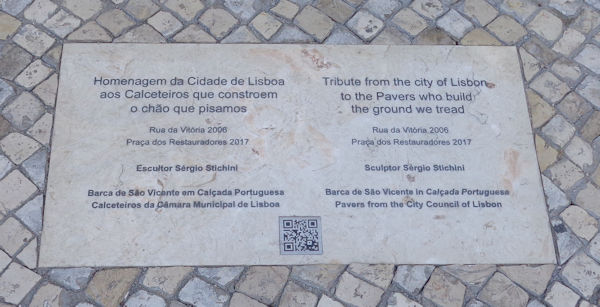 Homenagem da Cidade de Lisboa
aos Calceteiros que constroem
o chão que pisamos
Rua da Vitória 2006
Praça dos Restauradores 2017
Escultor Sérgio Stichini
Barca de São Vicente em Calçada Portuguesa
Calceteiros da Câmara Municipal de Lisboa
Tribute from the city of Lisbon
to the Pavers who build
the ground we tread
Rua da Vitória 2006
Praça dos Restauradores 2017
Sculptor Sérgio Stichini
Barca de São Vicente in Calçada Portuguesa
Pavers from the City Council of Lisbon